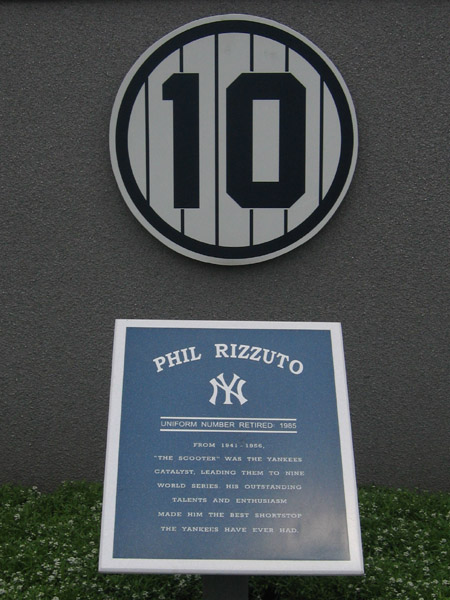 10
PHIL RIZZUTO
NY
UNIFORM NUMBER RETIRED: 1985
FROM 1941-1956,
"THE SCOOTER" WAS THE YANKEES
CATALYST, LEADING THEM TO NINE
WORLD SERIES. HIS OUTSTANDING
TALENTS AND ENTHUSIASM
MADE HIM THE BEST SHORTSTOP
THE YANKEES HAVE EVER HAD.